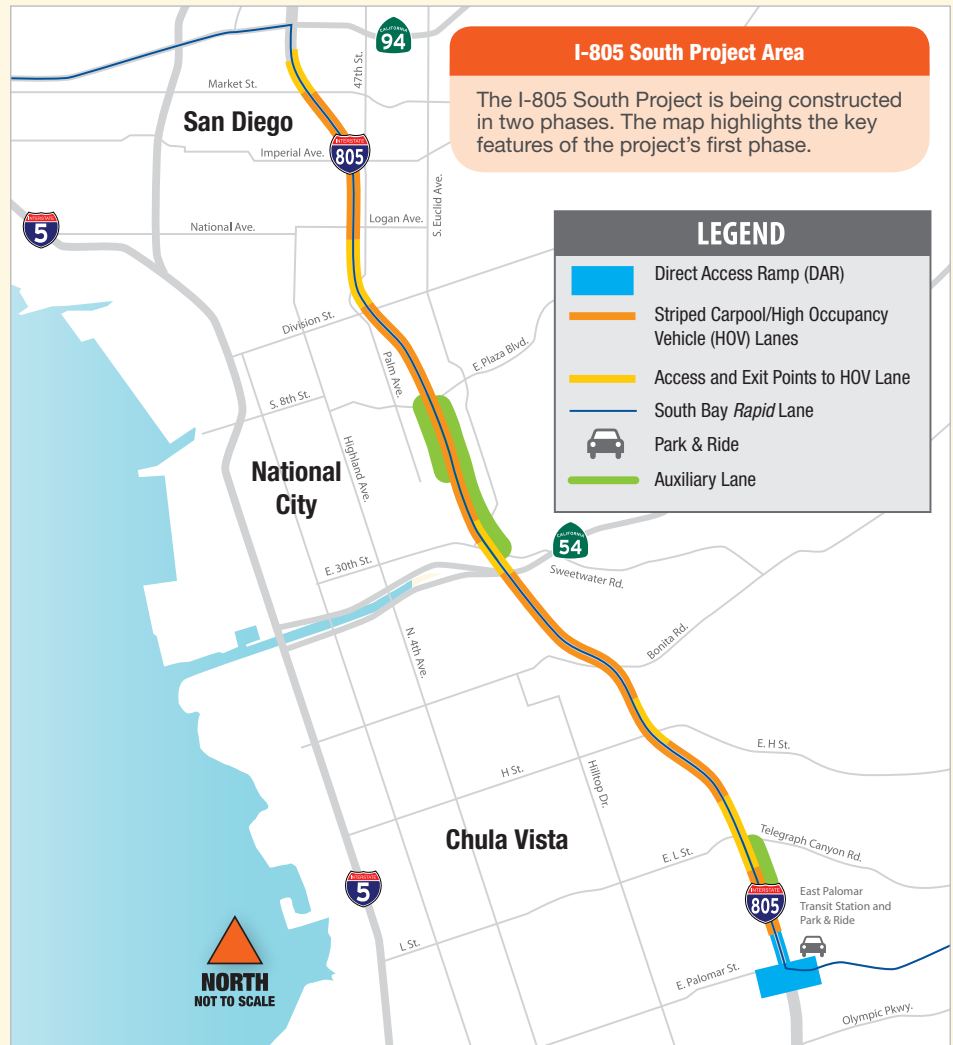 CALIFORNIA
94
I-805 South Project Area
The I-805 South Project is being constructed
in two phases. The map highlights the key
features of the project's first phase.
47th St.
Market St.
San Diego
INTERSTATE
805
Imperial Ave.
S. Euclid Ave.
INTERSTATE
5
National Ave.
Logan Ave.
LEGEND
Direct Access Ramp (DAR)
Striped Carpool/High Occupancy
Vehicle (HOV) Lanes
Access and Exit Points to HOV Lane
South Bay Rapid Lane
Park & Ride
Auxiliary Lane
Division St.
Palm Ave.
E. Plaza Blvd.
S. 8th St.
Highland Ave.
National
City
CALIFORNIA
54
E. 30th St.
Sweetwater Rd.
N. 4th Ave.
Bonita Rd.
E. H St.
H St.
Hilltop Dr.
Chula Vista
Telegraph Canyon Rd.
E. L St.
INTERSTATE
5
INTERSTATE
805
East Palomar
Transit Station and
Park & Ride
L St.
NORTH
NOT TO SCALE
E. Palomar St.
Olympic Pkwy.